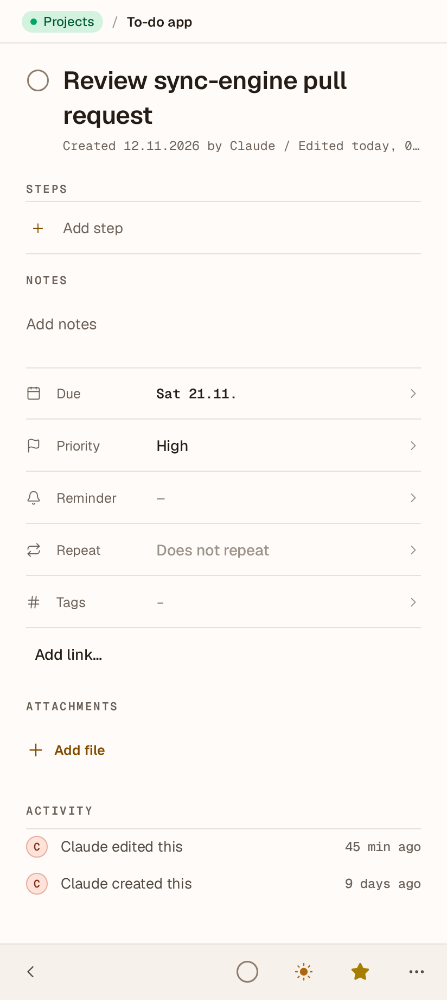 Projects / To-do app
Review sync-engine pull
request
Created 12.11.2026 by Claude / Edited today, 0…
STEPS
+ Add step
NOTES
Add notes
Due Sat 21.11.
Priority High
Reminder –
Repeat Does not repeat
# Tags -
Add link…
ATTACHMENTS
+ Add file
ACTIVITY
C Claude edited this 45 min ago
C Claude created this 9 days ago